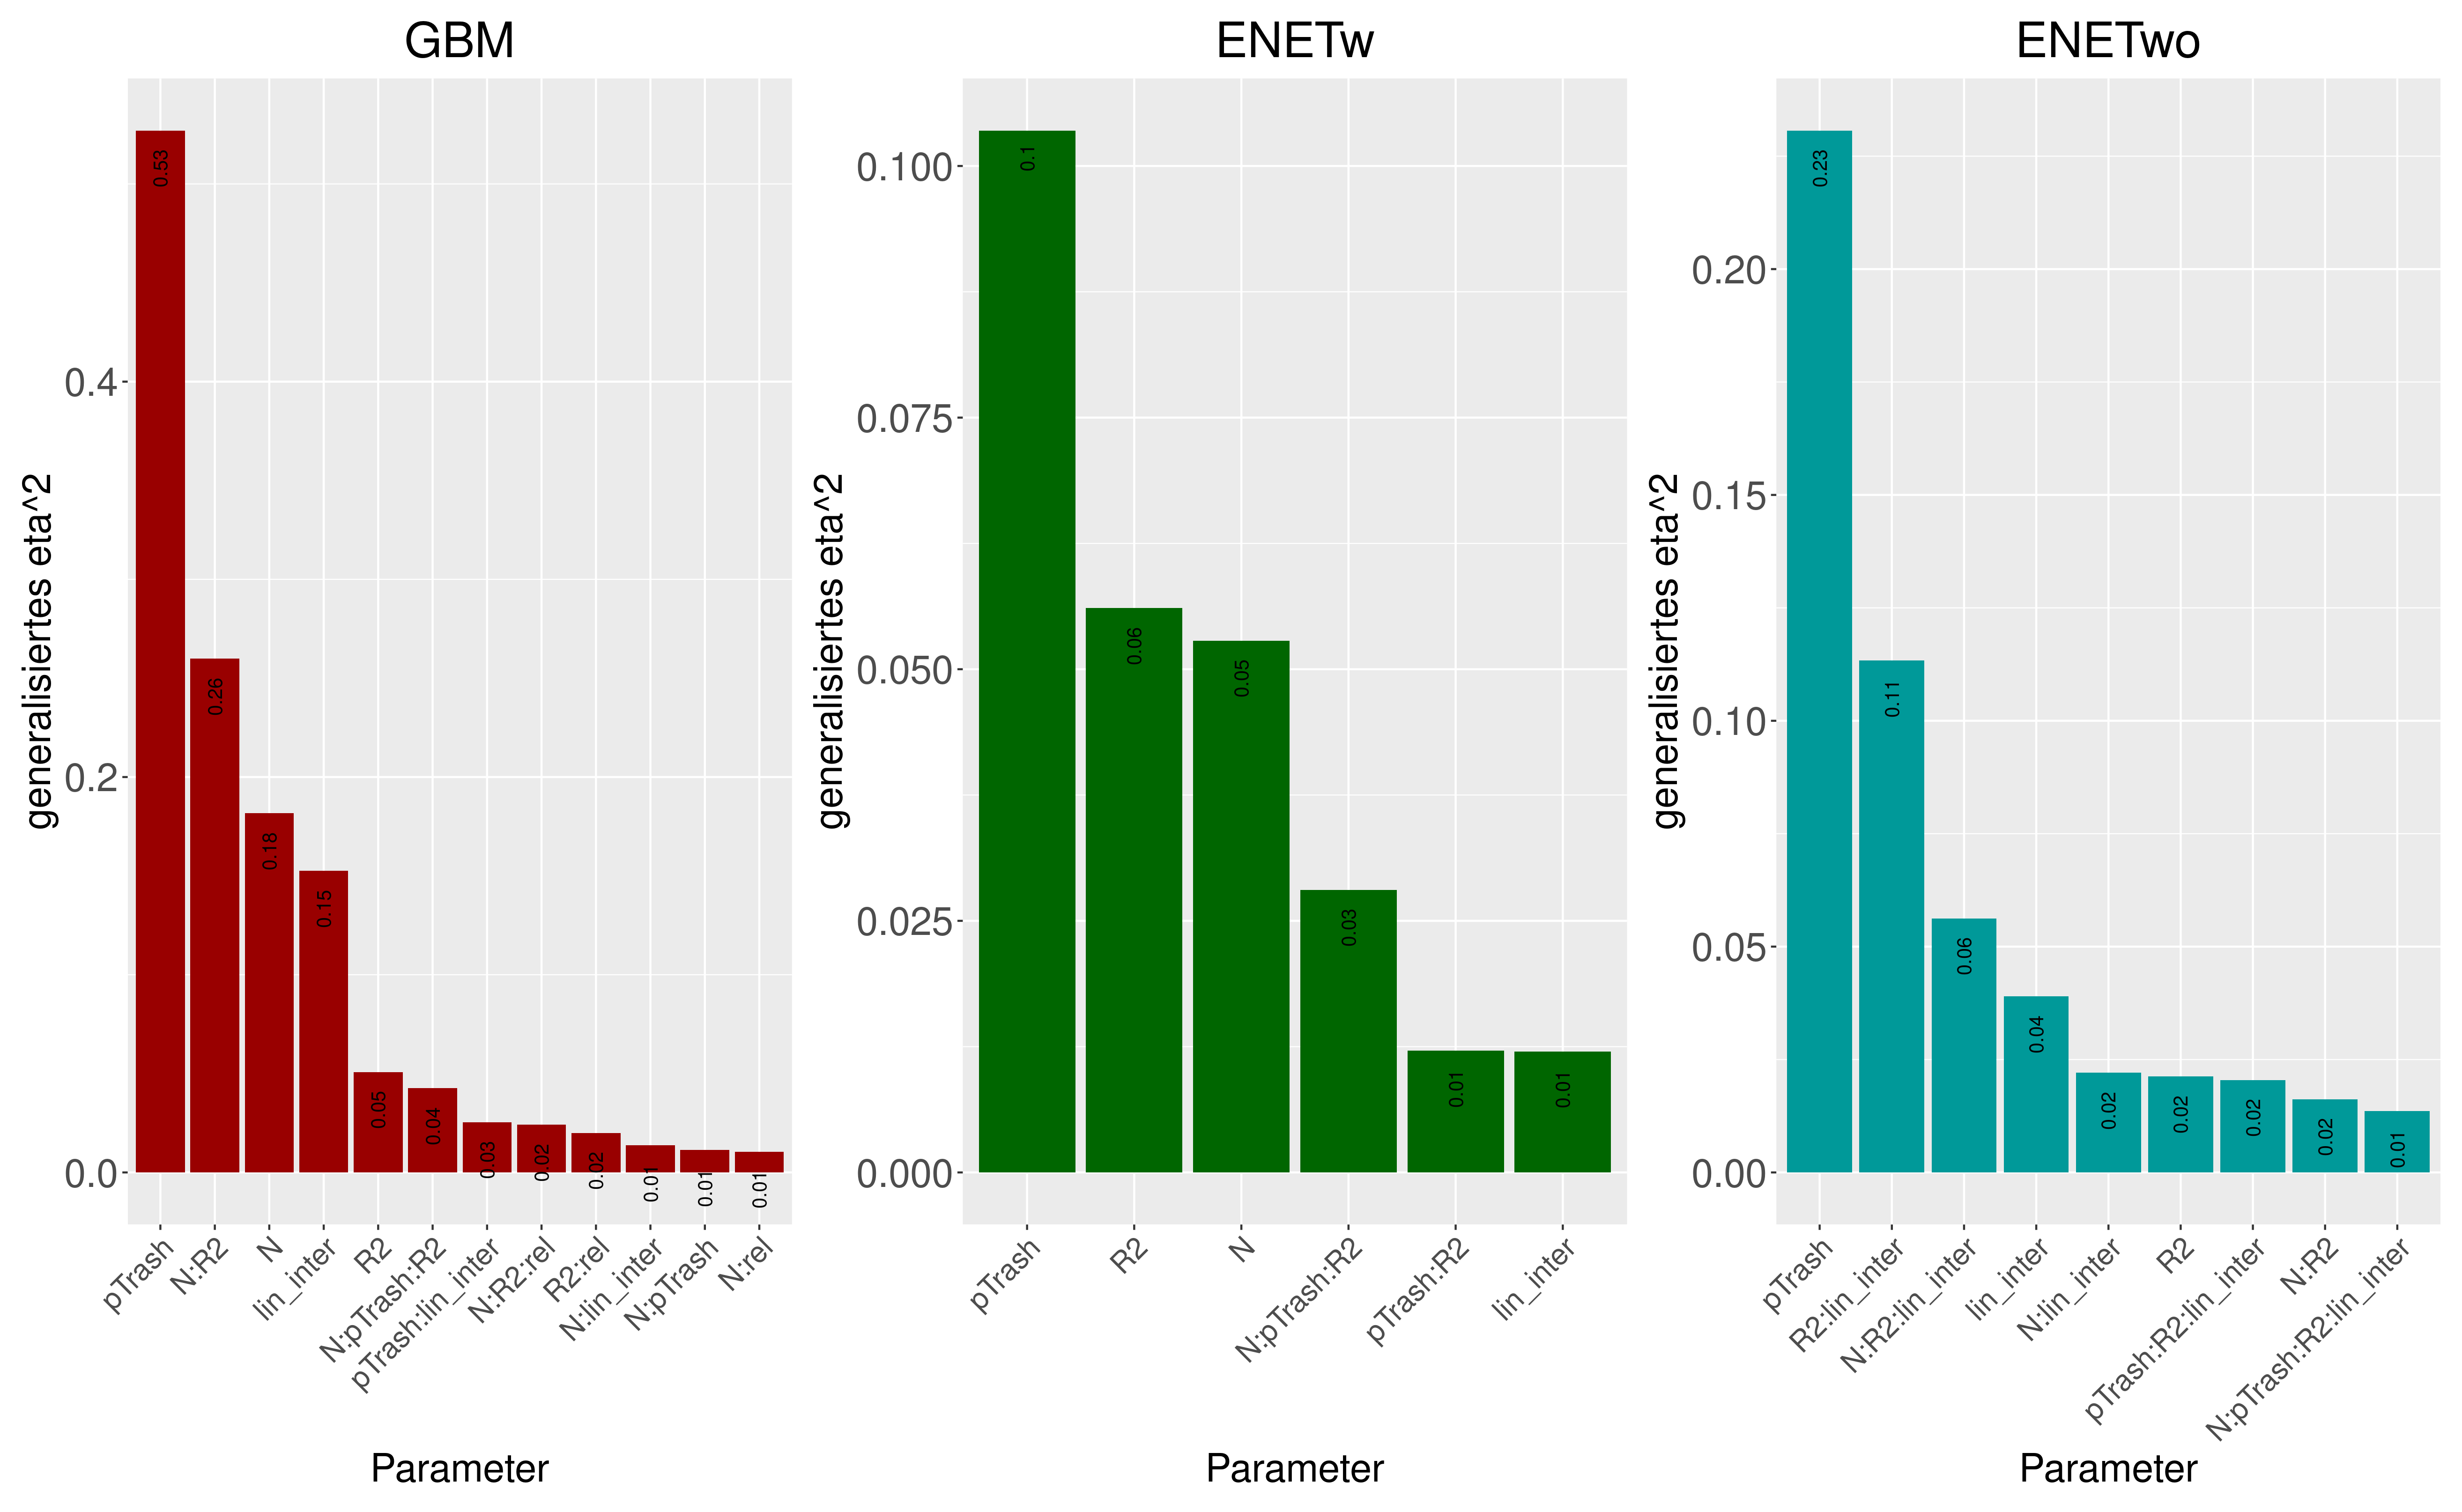 GBM
generalisiertes eta^2
0.4
0.2
0.0
0.53
0.26
0.18
0.15
0.05
0.04
0.03
0.02
0.02
0.01
0.01
0.01
pTrash
N:R2
N
lin_inter
R2
N:pTrash:R2
pTrash:lin_inter
N:R2:rel
R2:rel
N:lin_inter
N:pTrash
N:rel
Parameter
ENETw
generalisiertes eta^2
0.100
0.075
0.050
0.025
0.000
0.1
0.06
0.05
0.03
0.01
0.01
pTrash
R2
N
N:pTrash:R2
pTrash:R2
lin_inter
Parameter
ENETwo
generalisiertes eta^2
0.20
0.15
0.10
0.05
0.00
0.23
0.11
0.06
0.04
0.02
0.02
0.02
0.02
0.01
pTrash
R2:lin_inter
N:R2:lin_inter
lin_inter
N:lin_inter
R2
pTrash:R2:lin_inter
N:R2
N:pTrash:R2:lin_inter
Parameter